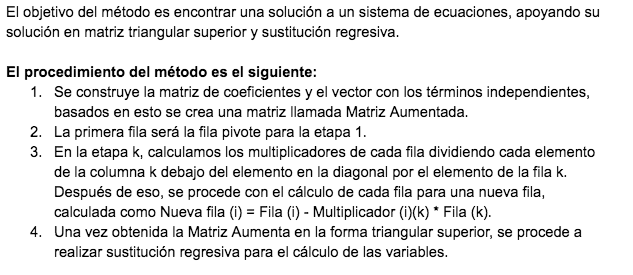 El objetivo del método es encontrar una solución a un sistema de ecuaciones, apoyando su
solución en matriz triangular superior y sustitución regresiva.
El procedimiento del método es el siguiente:
1. Se construye la matriz de coeficientes y el vector con los términos independientes,
basados en esto se crea una matriz llamada Matriz Aumentada.
2. La primera fila será la fila pivote para la etapa 1.
3. En la etapa k, calculamos los multiplicadores de cada fila dividiendo cada elemento
de la columna k debajo del elemento en la diagonal por el elemento de la fila k.
Después de eso, se procede con el cálculo de cada fila para una nueva fila,
calculada como Nueva fila (i) = Fila (i) - Multiplicador (i)(k) * Fila (k).
4. Una vez obtenida la Matriz Aumenta en la forma triangular superior, se procede a
realizar sustitución regresiva para el cálculo de las variables.